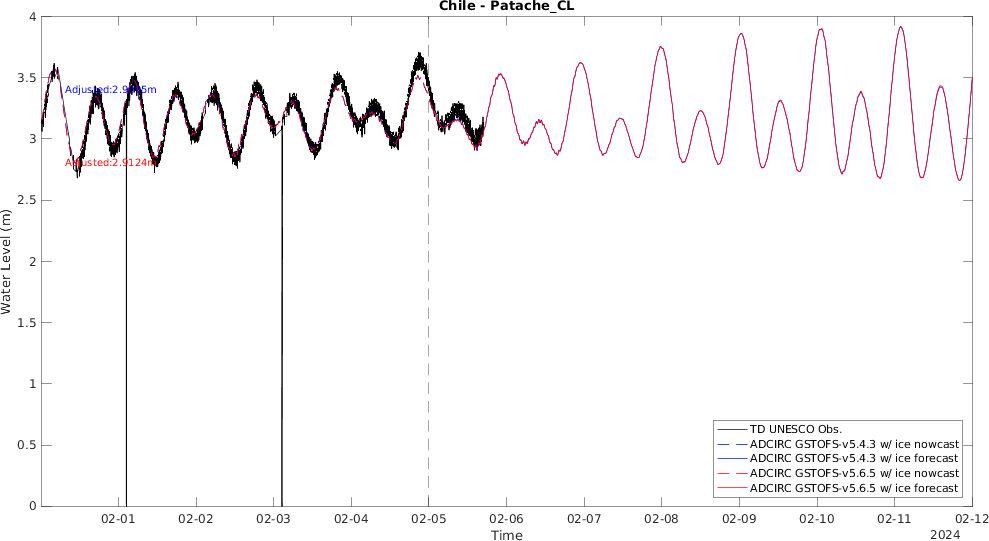 Chile - Patache_CL
Water Level (m)
4
3.5
3
2.5
2
1.5
1
0.5
0
Adjusted:2.9124m
TD UNESCO Obs.
ADCIRC GSTOFS-v5.4.3 w/ ice nowcast
ADCIRC GSTOFS-v5.4.3 w/ ice forecast
ADCIRC GSTOFS-v5.6.5 w/ ice nowcast
ADCIRC GSTOFS-v5.6.5 w/ ice forecast
02-01 02-02 02-03 02-04 02-05 02-06 02-07 02-08 02-09 02-10 02-11 02-12
Time
2024